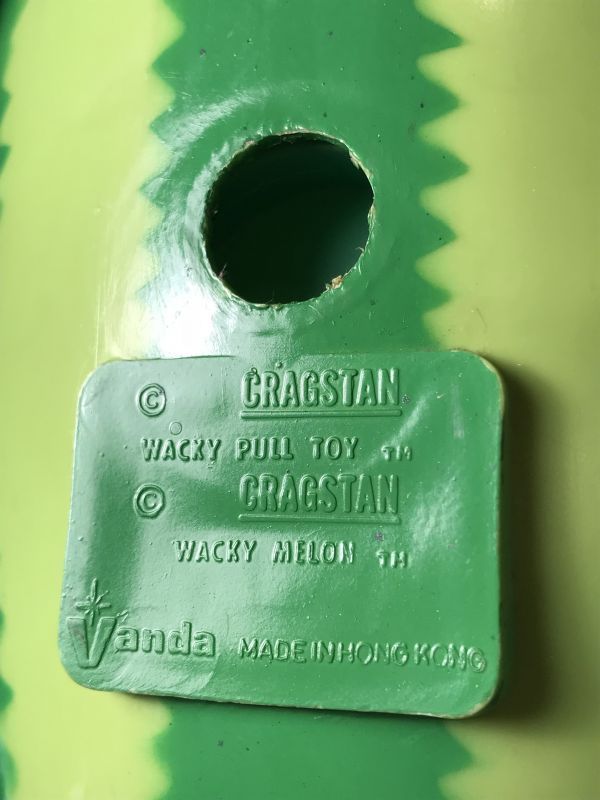 © CRAGSTAN
WACKY PULL TOY TM
© CRAGSTAN
WACKY MELON TM
Vanda MADE IN HONG KONG